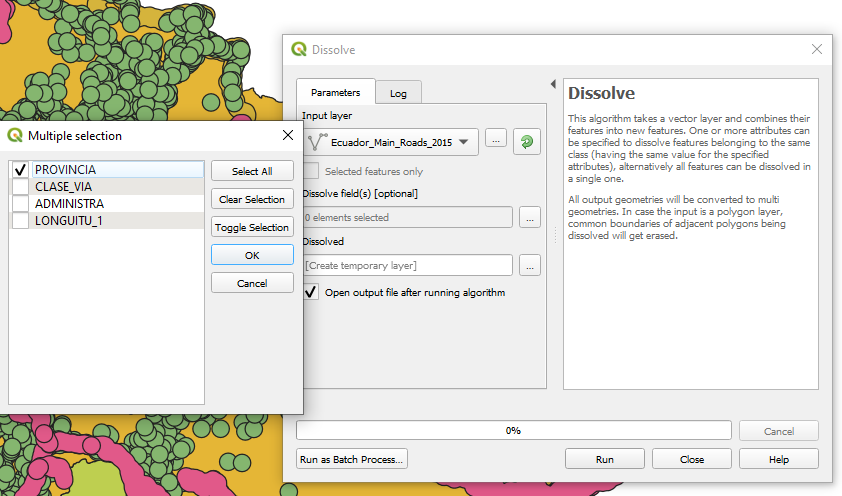 Multiple selection
PROVINCIA
CLASE_VIA
ADMINISTRA
LONGUITU_1
Select All
Clear Selection
Toggle Selection
OK
Cancel
Dissolve
Parameters
Log
Input layer
Ecuador_Main_Roads_2015
...
Selected features only
Dissolve field(s) [optional]
0 elements selected
...
Dissolved
[Create temporary layer]
...
Open output file after running algorithm
Dissolve
This algorithm takes a vector layer and combines their
features into new features. One or more attributes can
be specified to dissolve features belonging to the same
class (having the same value for the specified
attributes), alternatively all features can be dissolved in
a single one.
All output geometries will be converted to multi
geometries. In case the input is a polygon layer,
common boundaries of adjacent polygons being
dissolved will get erased.
0%
Cancel
Run as Batch Process...
Run
Close
Help